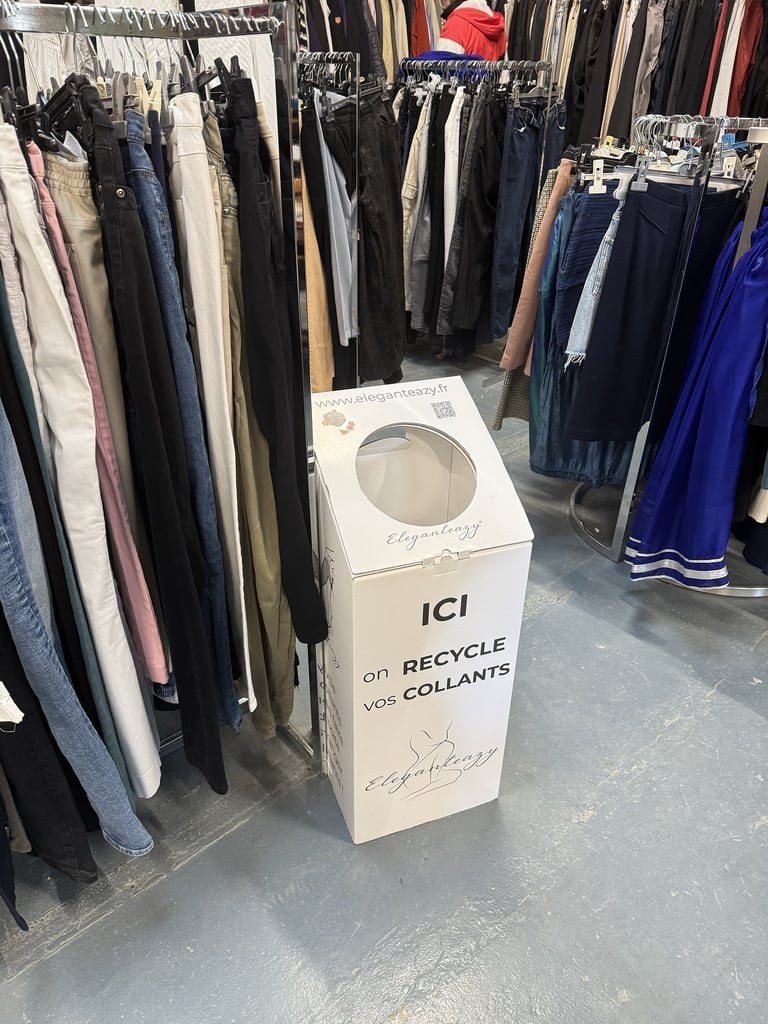 www.eleganteazy.fr
Eleganteazy
ICI
on RECYCLE
vos COLLANTS
Eleganteazy